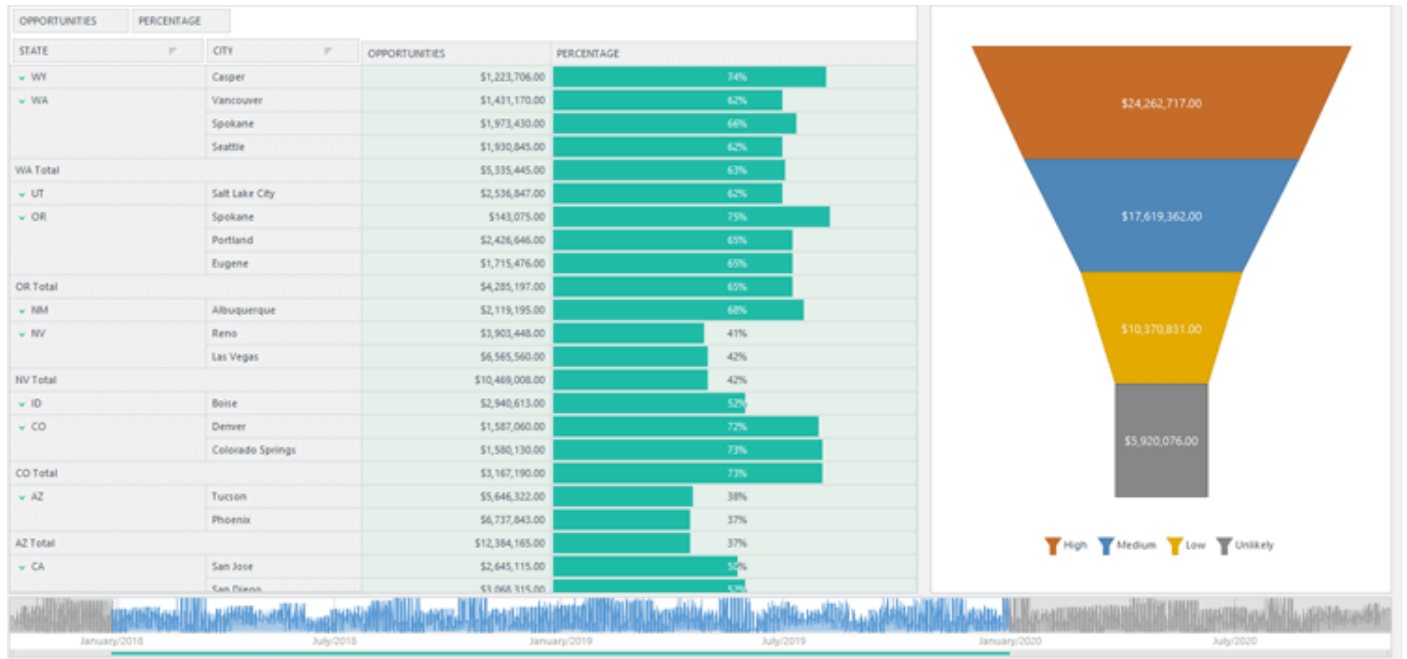 OPPORTUNITIES PERCENTAGE
STATE CITY OPPORTUNITIES PERCENTAGE
WY Casper $1,223,706.00 74%
WA Vancouver $1,431,170.00 62%
Spokane $1,973,430.00 66%
Seattle $1,930,845.00 62%
WA Total $5,335,445.00 63%
UT Salt Lake City $2,536,847.00 62%
OR Spokane $143,075.00 75%
Portland $2,426,646.00 65%
Eugene $1,715,476.00 65%
OR Total $4,285,197.00 65%
NM Albuquerque $2,119,195.00 68%
NV Reno $3,903,448.00 41%
Las Vegas $6,565,560.00 42%
NV Total $10,469,008.00 42%
ID Boise $2,940,613.00 52%
CO Denver $1,587,060.00 72%
Colorado Springs $1,580,130.00 73%
CO Total $3,167,190.00 73%
AZ Tucson $5,646,322.00 38%
Phoenix $6,737,843.00 37%
AZ Total $12,384,165.00 37%
CA San Jose $2,645,115.00 50%
San Diego $3,068,315.00 52%
$24,262,717.00
$17,619,362.00
$10,370,831.00
$5,920,076.00
High Medium Low Unlikely
January/2018 July/2018 January/2019 July/2019 January/2020 July/2020